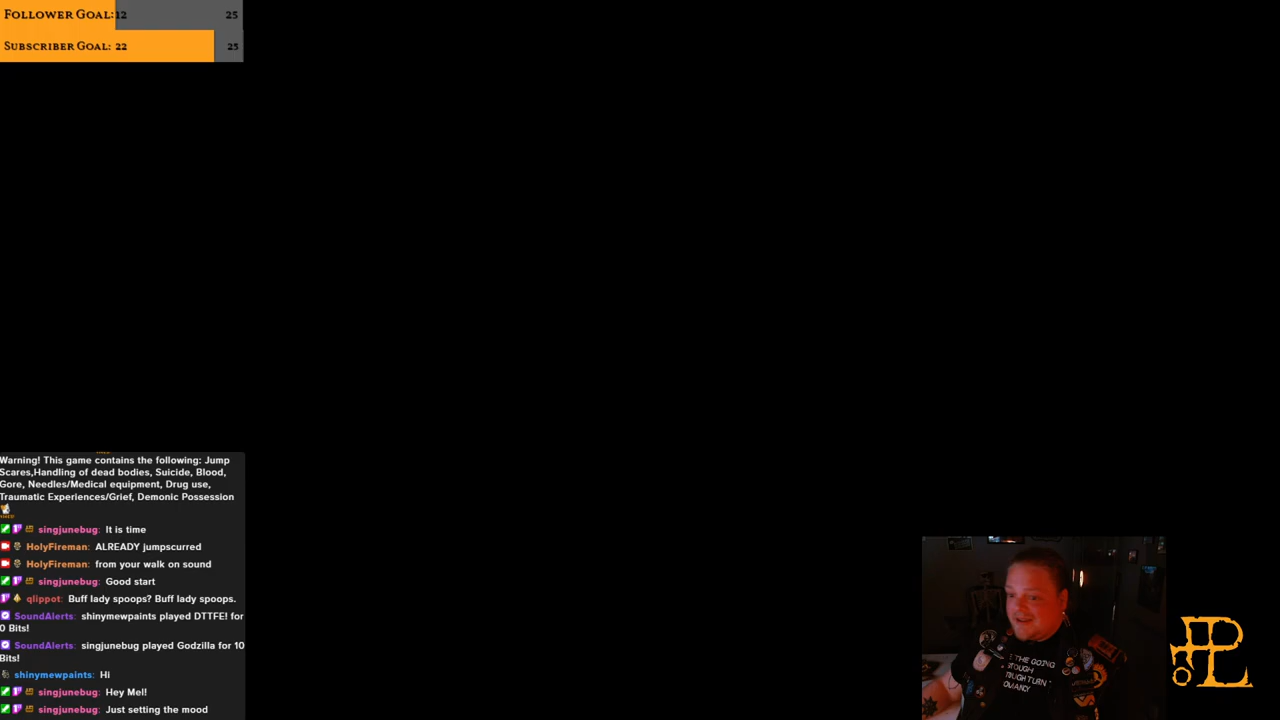 Follower Goal: 12 25
Subscriber Goal: 22 25
Warning! This game contains the following: Jump
Scares,Handling of dead bodies, Suicide, Blood,
Gore, Needles/Medical equipment, Drug use,
Traumatic Experiences/Grief, Demonic Possession
singjunebug: It is time
HolyFireman: ALREADY jumpscurred
HolyFireman: from your walk on sound
singjunebug: Good start
qlippot: Buff lady spoops? Buff lady spoops.
SoundAlerts: shinymewpaints played DTTFE! for
0 Bits!
SoundAlerts: singjunebug played Godzilla for 10
Bits!
shinymewpaints: Hi
singjunebug: Hey Mel!
singjunebug: Just setting the mood
THE GOING